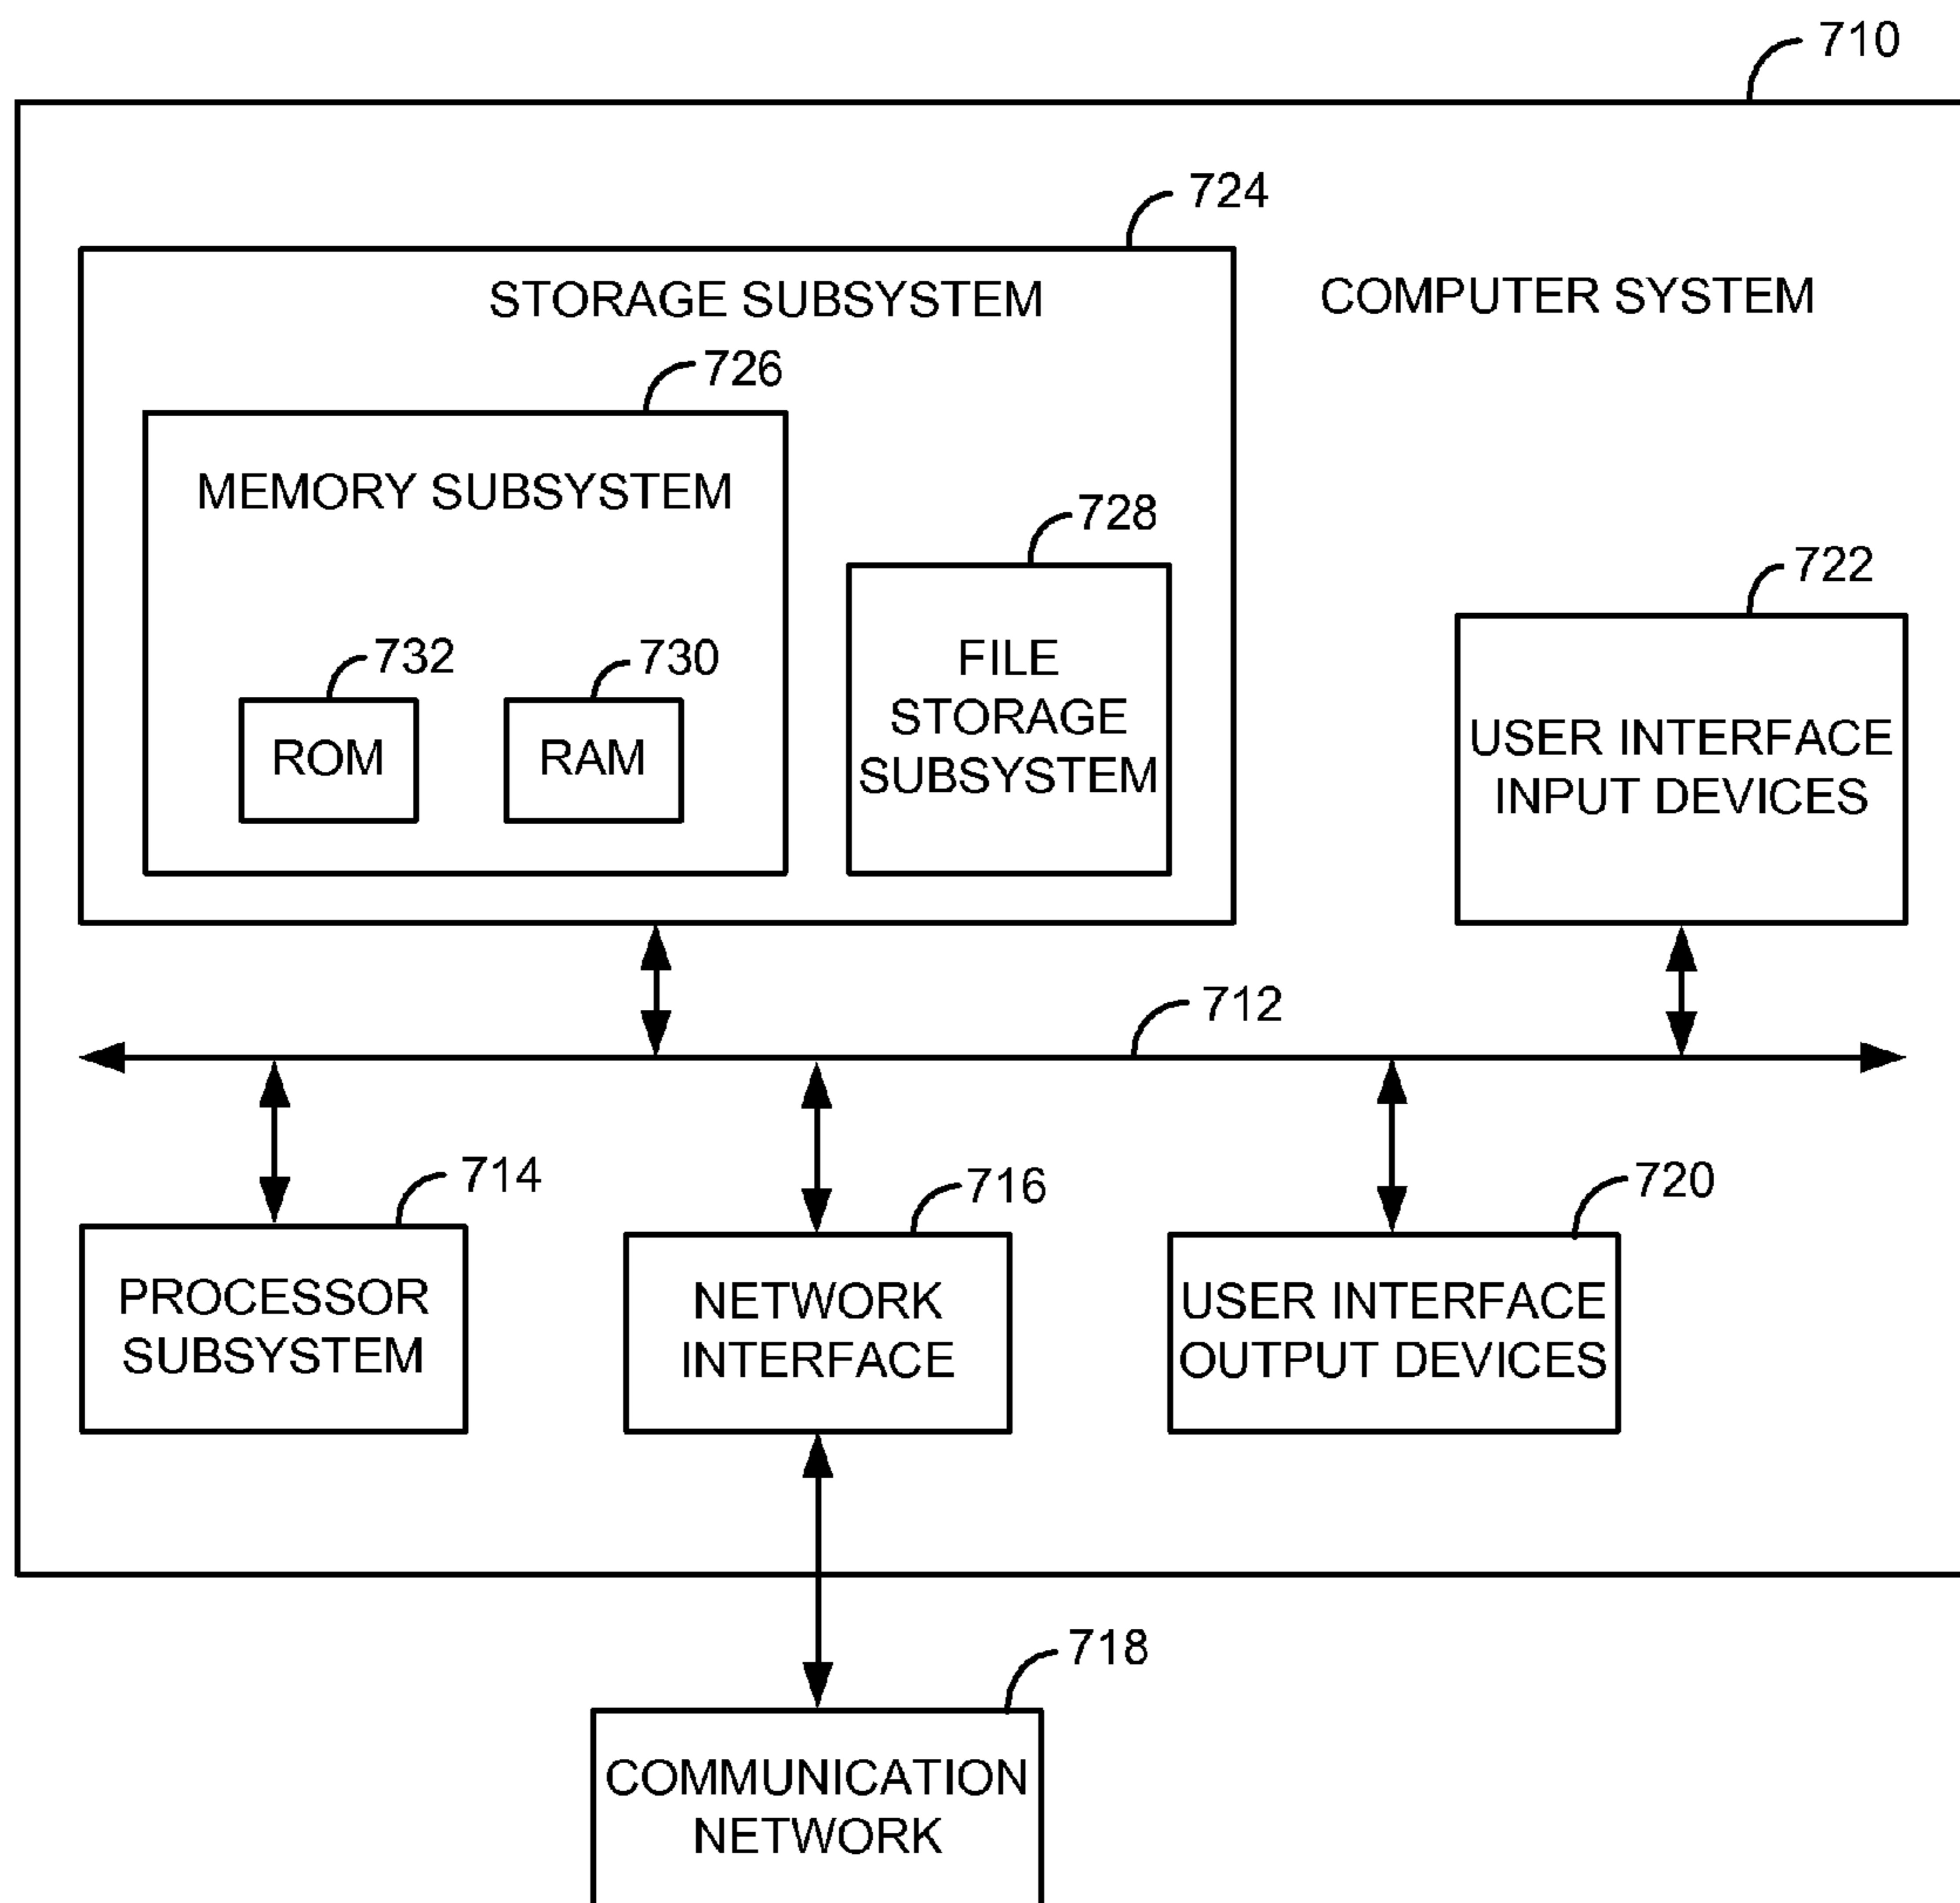 710
724
STORAGE SUBSYSTEM
COMPUTER SYSTEM
726
MEMORY SUBSYSTEM
728
722
732
730
ROM
RAM
FILE
STORAGE
SUBSYSTEM
USER INTERFACE
INPUT DEVICES
712
714
716
720
PROCESSOR
SUBSYSTEM
NETWORK
INTERFACE
USER INTERFACE
OUTPUT DEVICES
718
COMMUNICATION
NETWORK